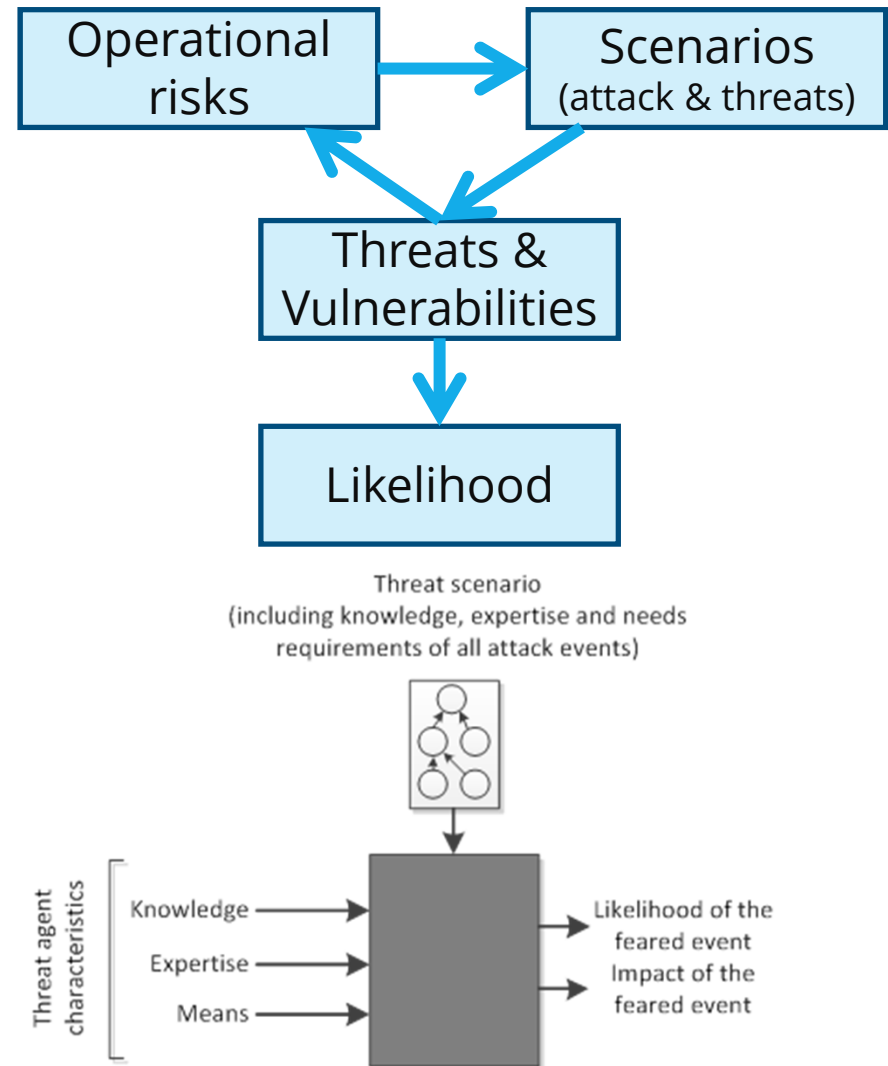 Operational
risks
Scenarios
(attack & threats)
Threats &
Vulnerabilities
Likelihood
Threat scenario
(including knowledge, expertise and needs
requirements of all attack events)
Threat agent
characteristics
Knowledge
Expertise
Means
Likelihood of the
feared event
Impact of the
feared event